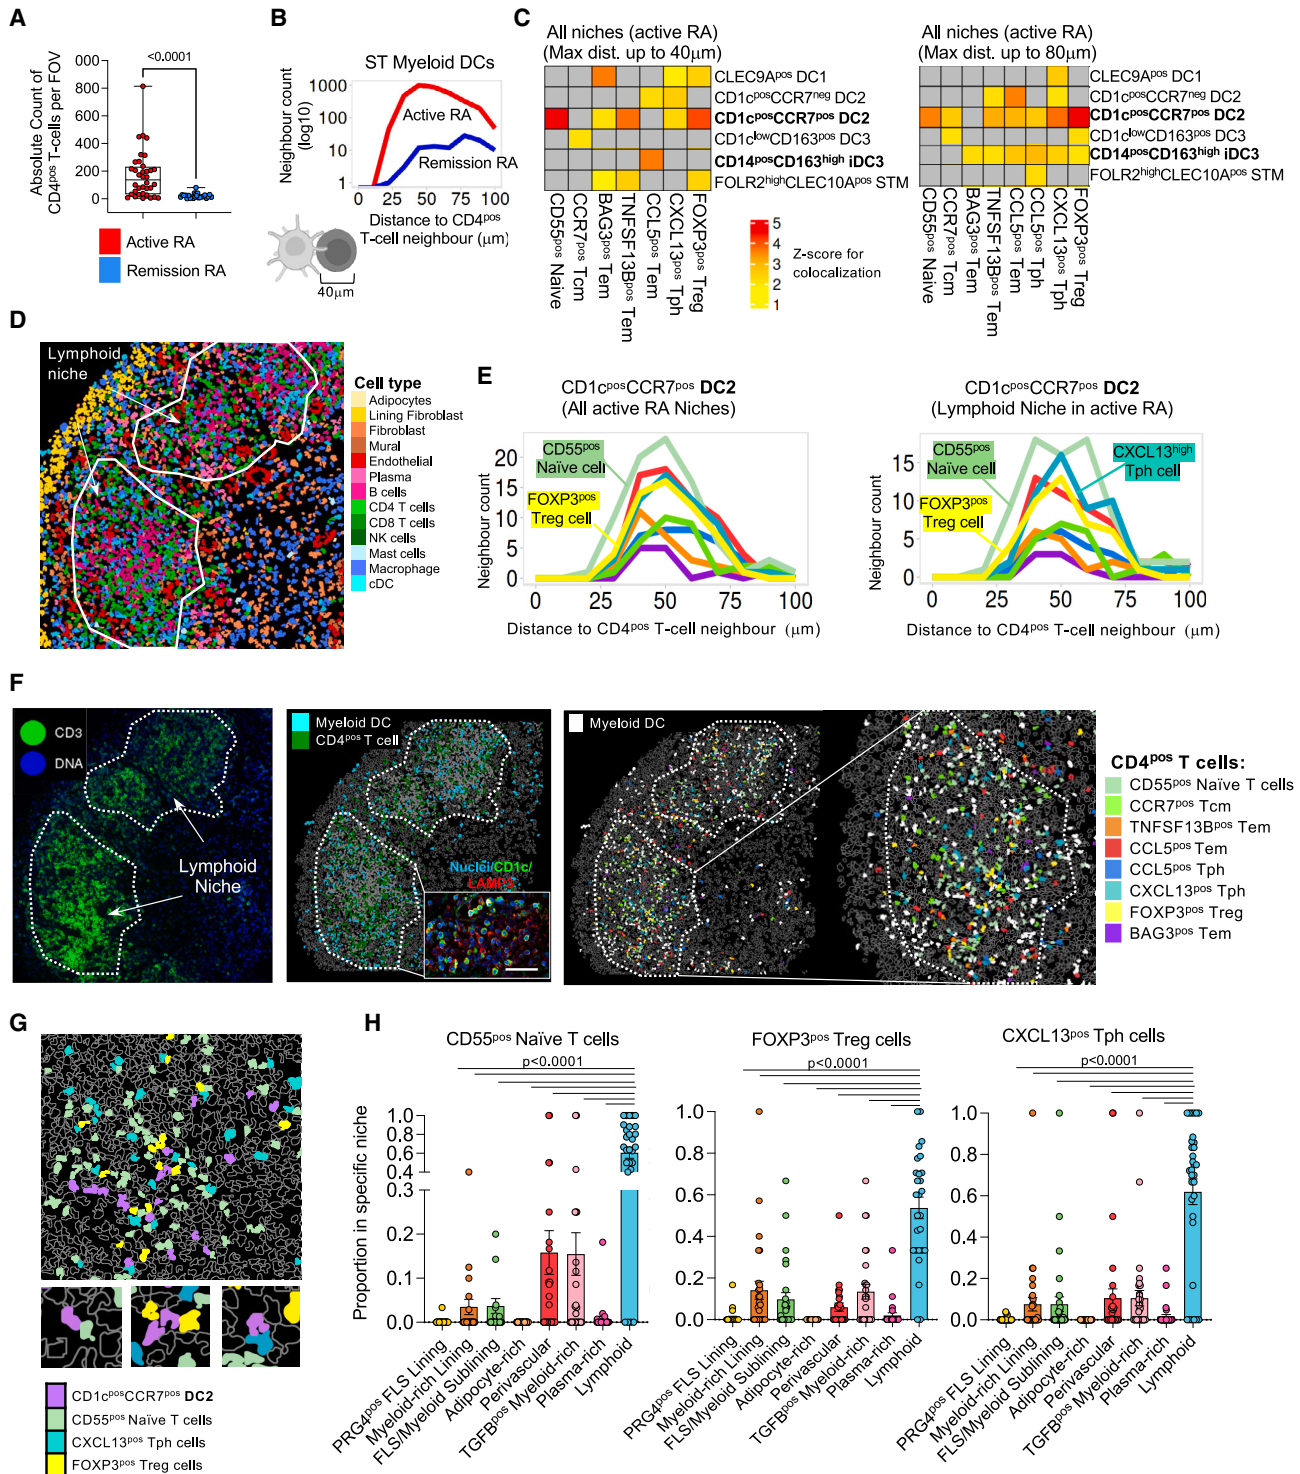 A
Absolute Count of
CD4pos T-cells per FOV
000
800
600
400
200
0
<0.0001
Active RA
Remission RA
B
ST Myeloid DCs
Neighbour count
(log10)
1000
100
10
1
Active RA
Remission RA
0 25 50 75 100
Distance to CD4pos
T-cell neighbour (μm)
40μm
C
All niches (active RA)
(Max dist. up to 40μm)
CLEC9Apos DC1
CD1cposCCR7neg DC2
CD1cposCCR7pos DC2
CD1clowCD163pos DC3
CD14posCD163high iDC3
FOLR2highCLEC10Apos STM
CD55pos Naive
CCR7pos Tcm
BAG3pos Tem
TNFSF13Bpos Tem
CCL5pos Tem
CXCL13pos Tph
FOXP3pos Treg
5
4
3
2
1
Z-score for
colocalization
All niches (active RA)
(Max dist. up to 80μm)
CLEC9Apos DC1
CD1cposCCR7neg DC2
CD1cposCCR7pos DC2
CD1clowCD163pos DC3
CD14posCD163high iDC3
FOLR2highCLEC10Apos STM
CD55pos Naive
CCR7pos Tcm
BAG3pos Tem
TNFSF13Bpos Tem
CCL5pos Tem
CCL5pos Tph
CXCL13pos Tph
FOXP3pos Treg
D
Lymphoid
niche
Cell type
Adipocytes
Lining Fibroblast
Fibroblast
Mural
Endothelial
Plasma
B cells
CD4 T cells
CD8 T cells
NK cells
Mast cells
Macrophage
cDC
E
CD1cposCCR7pos DC2
(All active RA Niches)
Neighbour count
20
15
10
5
0
CD55pos
Naïve cell
FOXP3pos
Treg cell
0 25 50 75 100
Distance to CD4pos T-cell neighbour (μm)
CD1cposCCR7pos DC2
(Lymphoid Niche in active RA)
Neighbour count
15
10
5
0
CD55pos
Naïve cell
FOXP3pos
Treg cell
CXCL13high
Tph cell
0 25 50 75 100
Distance to CD4pos T-cell neighbour (μm)
F
CD3
DNA
Lymphoid
Niche
Myeloid DC
CD4pos T cell
Nuclei/CD1c/
LAMP3
Myeloid DC
CD4pos T cells:
CD55pos Naïve T cells
CCR7pos Tcm
TNFSF13Bpos Tem
CCL5pos Tem
CCL5pos Tph
CXCL13pos Tph
FOXP3pos Treg
BAG3pos Tem
G
CD1cposCCR7pos DC2
CD55pos Naïve T cells
CXCL13pos Tph cells
FOXP3pos Treg cells
H
Proportion in specific niche
CD55pos Naïve T cells
p<0.0001
1.0
0.8
0.6
0.4
0.3
0.2
0.1
0.0
PRG4pos FLS Lining
Myeloid-rich Lining
FLS/Myeloid Sublining
Adipocyte-rich
Perivascular
TGFBpos Myeloid-rich
Plasma-rich
Lymphoid
FOXP3pos Treg cells
p<0.0001
1.0
0.8
0.6
0.4
0.2
0.0
PRG4pos FLS Lining
Myeloid-rich Lining
FLS/Myeloid Sublining
Adipocyte-rich
Perivascular
TGFBpos Myeloid-rich
Plasma-rich
Lymphoid
CXCL13pos Tph cells
p<0.0001
1.0
0.8
0.6
0.4
0.2
0.0
PRG4pos FLS Lining
Myeloid-rich Lining
FLS/Myeloid Sublining
Adipocyte-rich
Perivascular
TGFBpos Myeloid-rich
Plasma-rich
Lymphoid